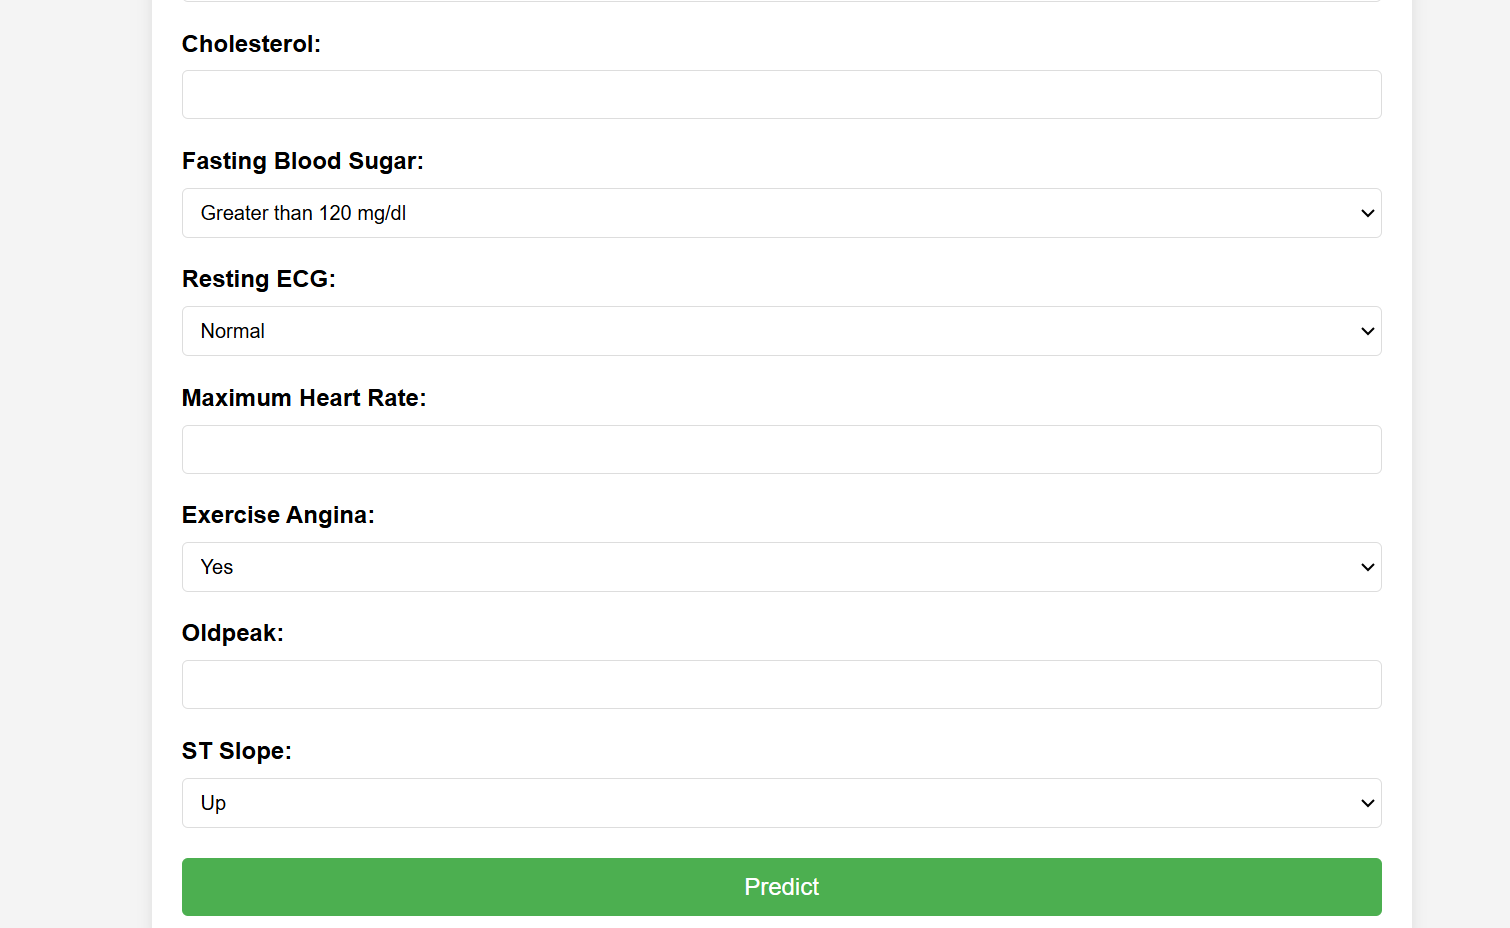 Cholesterol:
Fasting Blood Sugar:
Greater than 120 mg/dl
Resting ECG:
Normal
Maximum Heart Rate:
Exercise Angina:
Yes
Oldpeak:
ST Slope:
Up
Predict